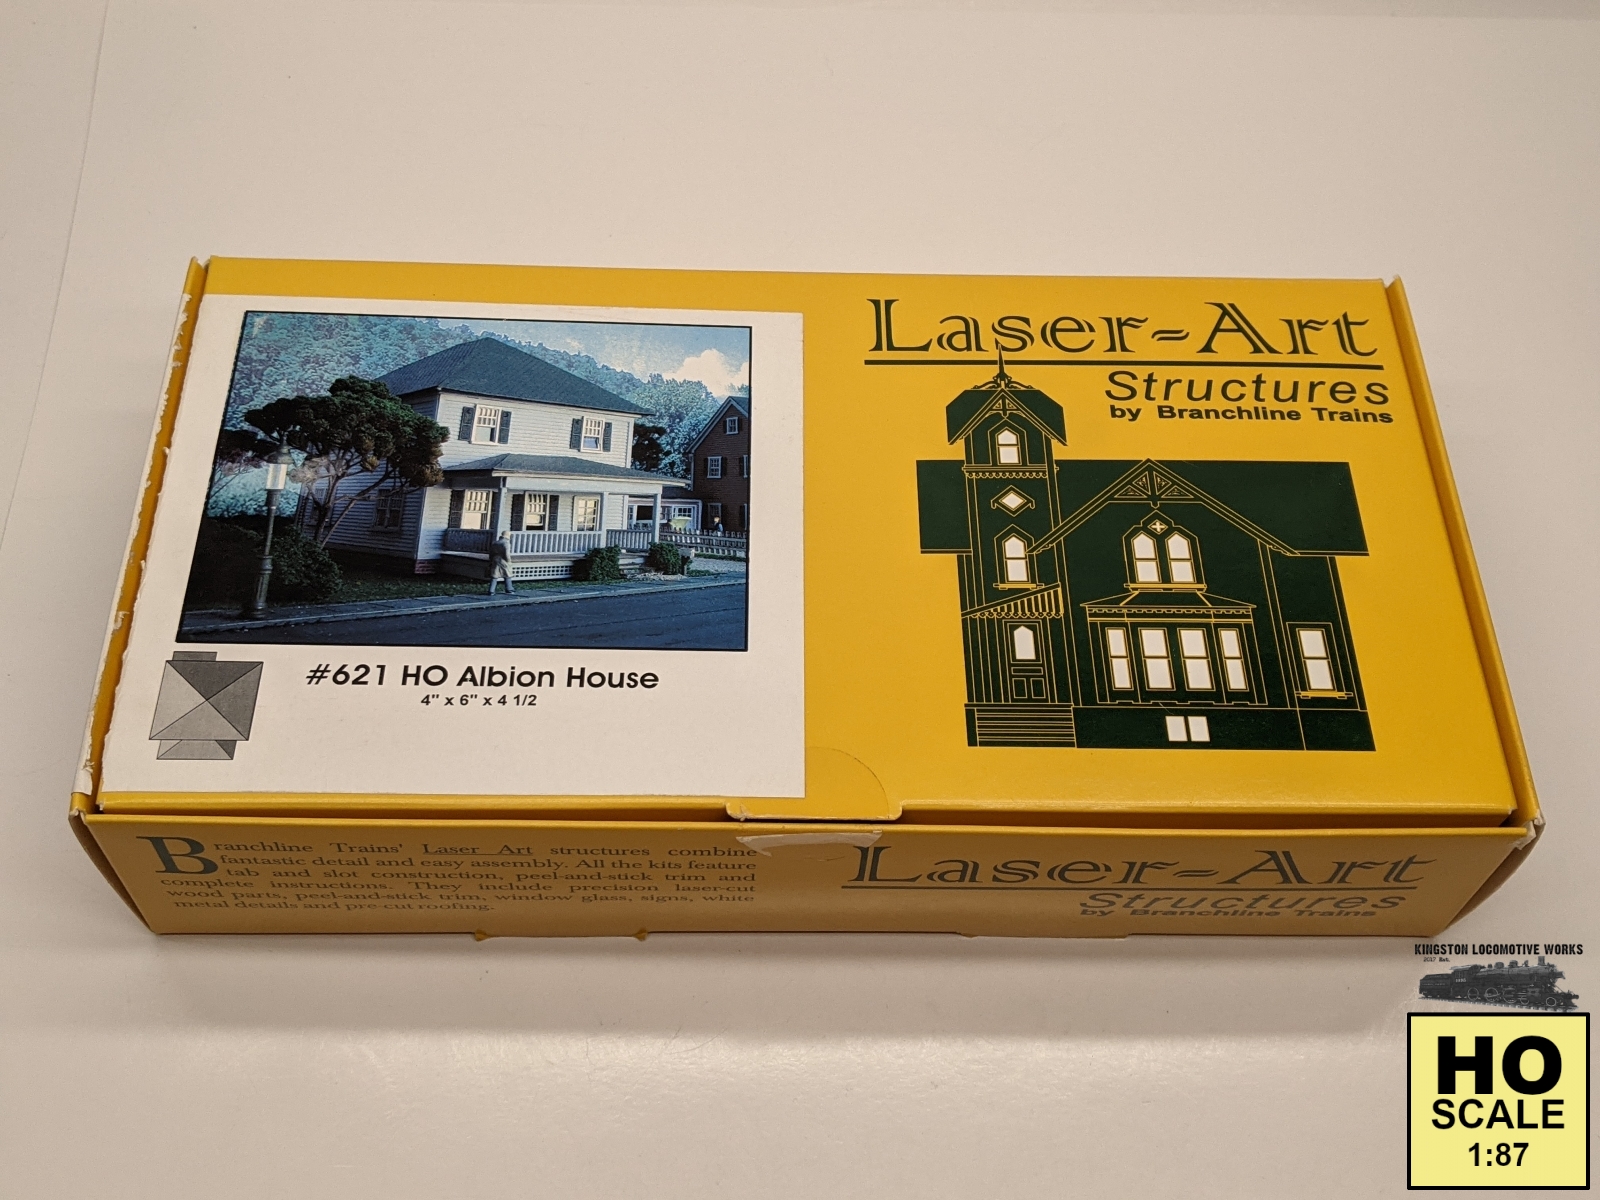 Laser-Art
Structures
by Branchline Trains
#621 HO Albion House
4" x 6" x 4 1/2
Branchline Trains' Laser Art structures combine
fantastic detail and easy assembly. All the kits feature
tab and slot construction, peel-and-stick trim and
complete instructions. They include precision laser-cut
wood parts, peel-and-stick trim, window glass, signs, white
metal details and pre-cut roofing.
Laser-Art
Structures
by Branchline Trains
KINGSTON LOCOMOTIVE WORKS
2017 Est.
HO
SCALE
1:87